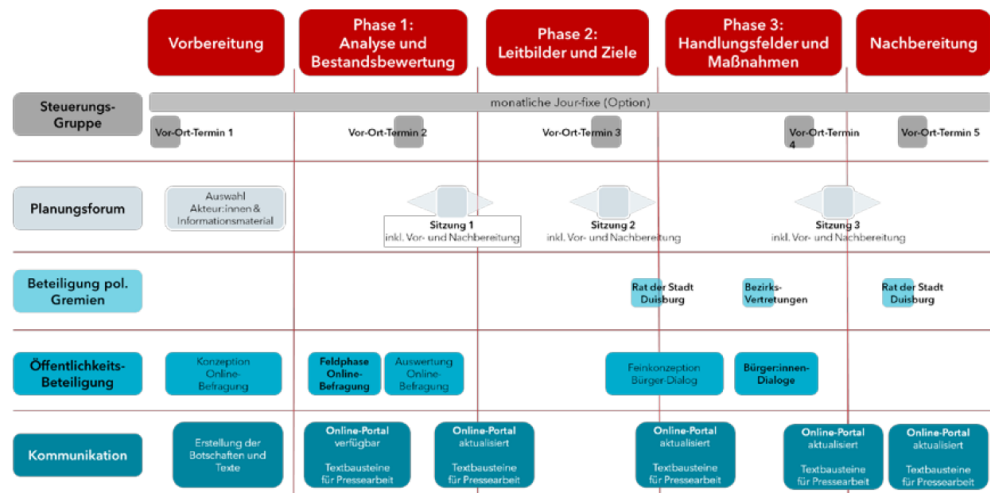 Vorbereitung
Phase 1:
Analyse und
Bestandsbewertung
Phase 2:
Leitbilder und Ziele
Phase 3:
Handlungsfelder und
Maßnahmen
Nachbereitung
Steuerungs-
Gruppe
monatliche Jour-fixe (Option)
Vor-Ort-Termin 1
Vor-Ort-Termin 2
Vor-Ort-Termin 3
Vor-Ort-Termin
4
Vor-Ort-Termin 5
Planungsforum
Auswahl
Akteur:innen &
Informationsmaterial
Sitzung 1
inkl. Vor- und Nachbereitung
Sitzung 2
inkl. Vor- und Nachbereitung
Sitzung 3
inkl. Vor- und Nachbereitung
Beteiligung pol.
Gremien
Rat der Stadt
Duisburg
Bezirks-
Vertretungen
Rat der Stadt
Duisburg
Öffentlichkeits-
Beteiligung
Konzeption
Online-
Befragung
Feldphase
Online-
Befragung
Auswertung
Online-
Befragung
Feinkonzeption
Bürger-Dialog
Bürger:innen-
Dialoge
Kommunikation
Erstellung der
Botschaften und
Texte
Online-Portal
verfügbar
Textbausteine
für Pressearbeit
Online-Portal
aktualisiert
Textbausteine
für Pressearbeit
Online-Portal
aktualisiert
Textbausteine
für Pressearbeit
Online-Portal
aktualisiert
Textbausteine
für Pressearbeit
Online-Portal
aktualisiert
Textbausteine
für Pressearbeit